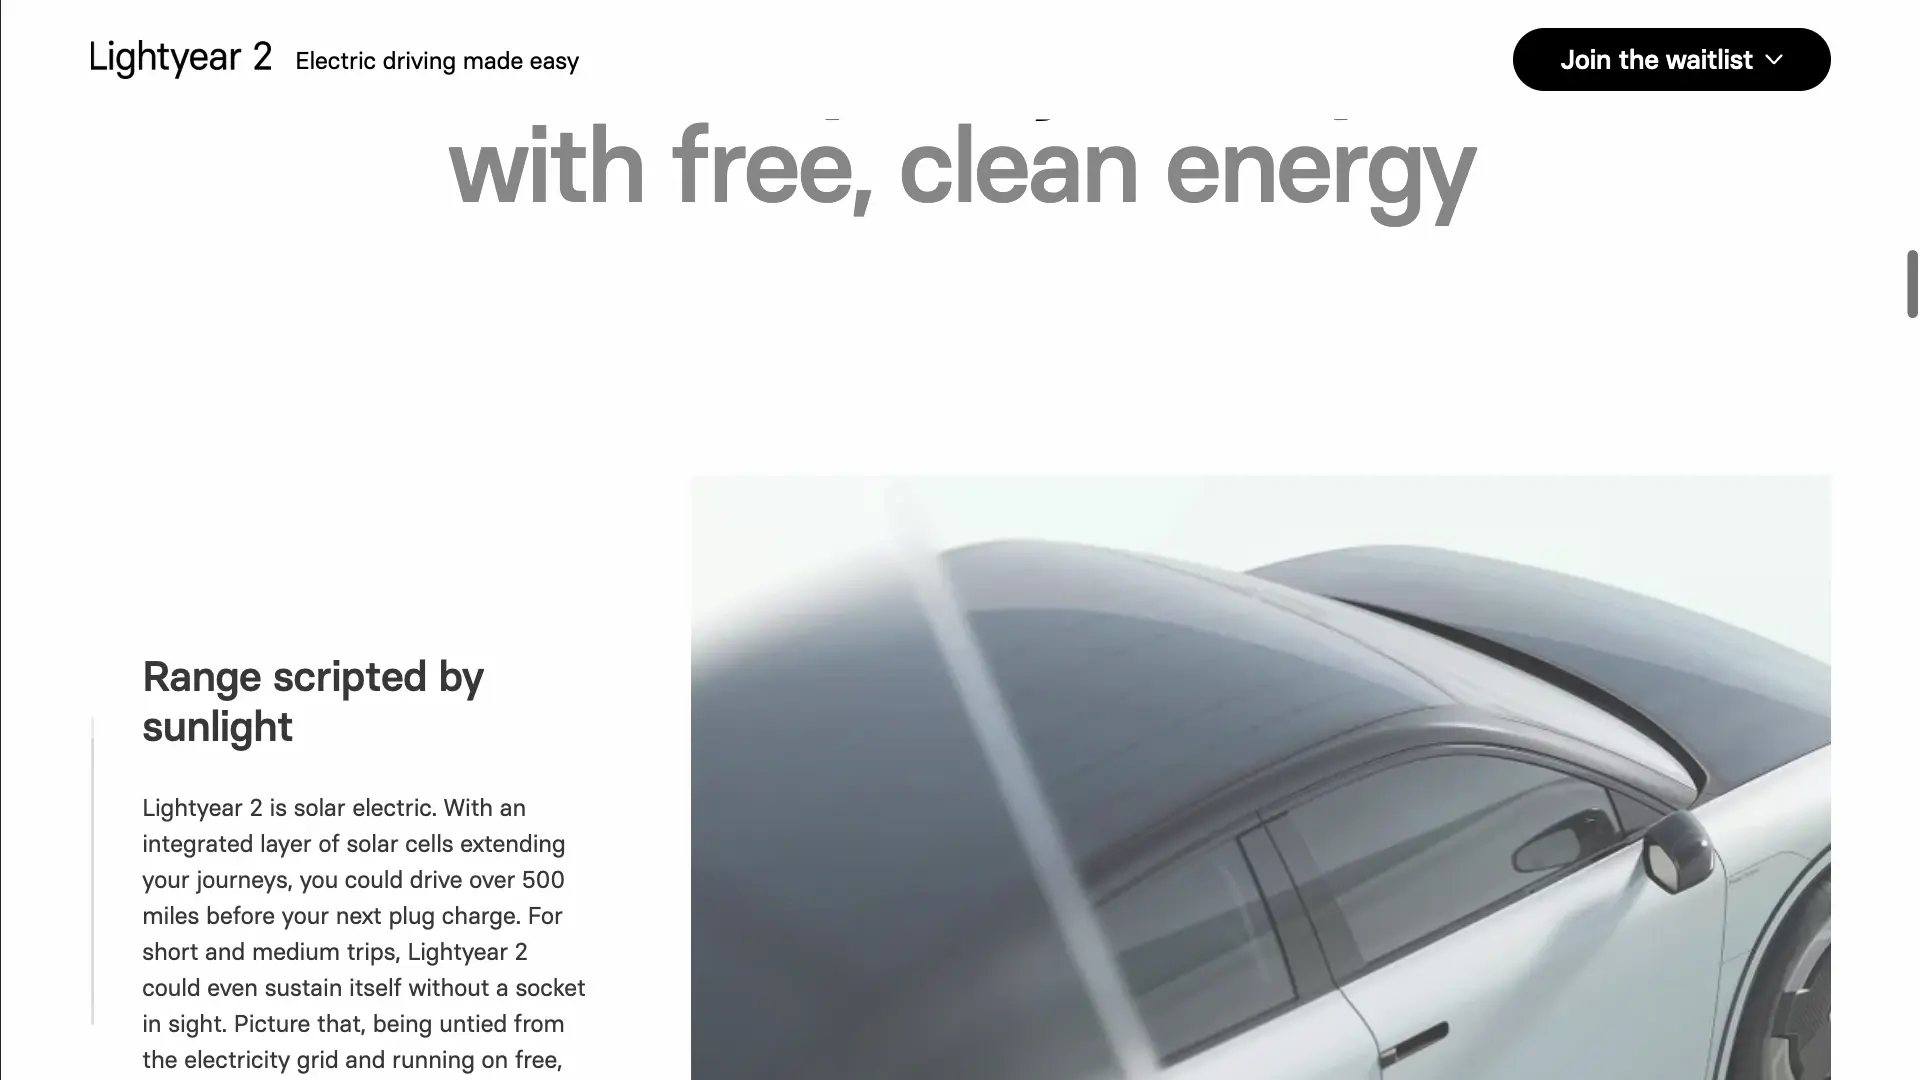 Lightyear 2 Electric driving made easy
Join the waitlist
with free, clean energy
Range scripted by
sunlight
Lightyear 2 is solar electric. With an
integrated layer of solar cells extending
your journeys, you could drive over 500
miles before your next plug charge. For
short and medium trips, Lightyear 2
could even sustain itself without a socket
in sight. Picture that, being untied from
the electricity grid and running on free,